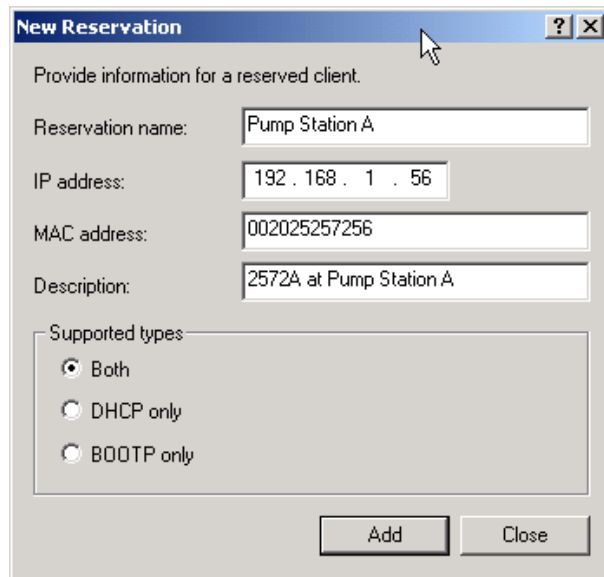 New Reservation
Provide information for a reserved client.
Reservation name: Pump Station A
IP address: 192 . 168 . 1 . 56
MAC address: 002025257256
Description: 2572A at Pump Station A
Supported types
Both
DHCP only
BOOTP only
Add Close